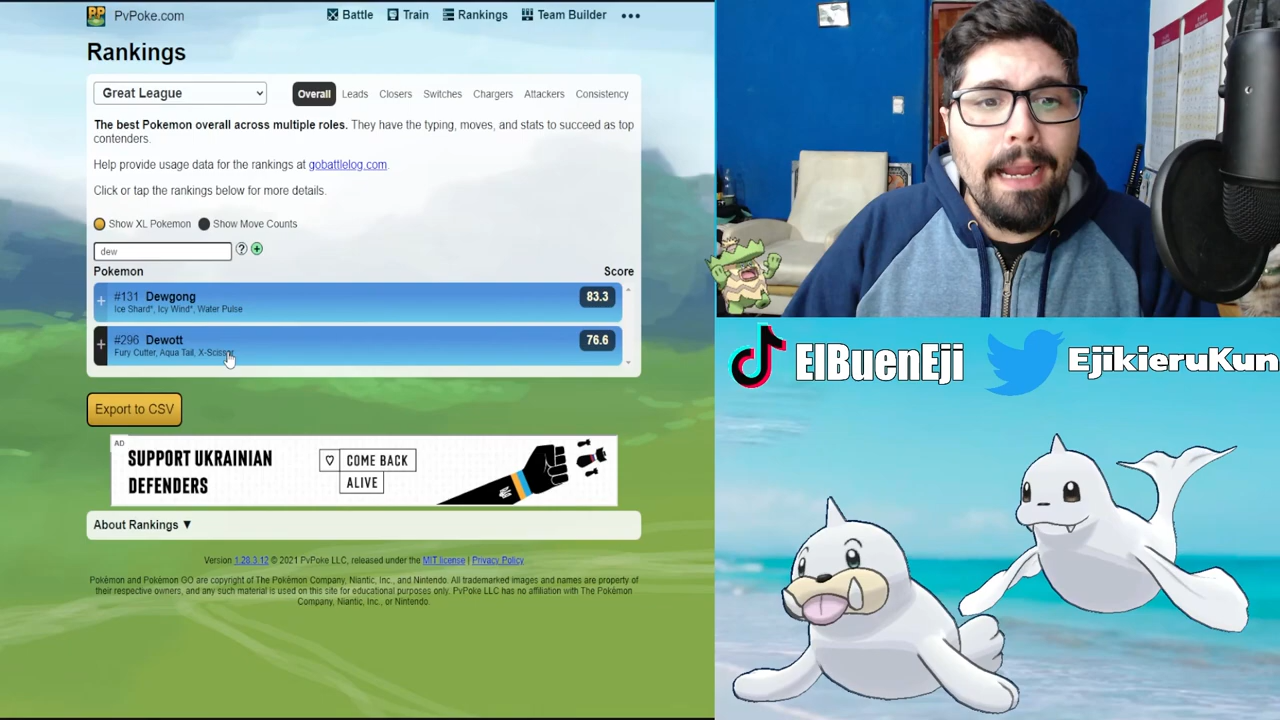 PvPoke.com
Battle
Train
Rankings
Team Builder
Rankings
Great League
Overall
Leads
Closers
Switches
Chargers
Attackers
Consistency
The best Pokemon overall across multiple roles. They have the typing, moves, and stats to succeed as top
contenders.
Help provide usage data for the rankings at gobattlelog.com.
Click or tap the rankings below for more details.
Show XL Pokemon
Show Move Counts
dew
?
Pokemon
Score
#131 Dewgong
83.3
Ice Shard*, Icy Wind*, Water Pulse
#296 Dewott
76.6
Fury Cutter, Aqua Tail, X-Scissor
Export to CSV
AD
SUPPORT UKRAINIAN
DEFENDERS
COME BACK
ALIVE
About Rankings ▼
Version 1.28.3.12 © 2021 PvPoke LLC, released under the MIT license | Privacy Policy
Pokémon and Pokémon GO are copyright of The Pokémon Company, Niantic, Inc., and Nintendo. All trademarked images and names are property of
their respective owners, and any such material is used on this site for educational purposes only. PvPoke LLC has no affiliation with The Pokémon
Company, Niantic, Inc., or Nintendo.
ElBuenEji
EjikieruKun